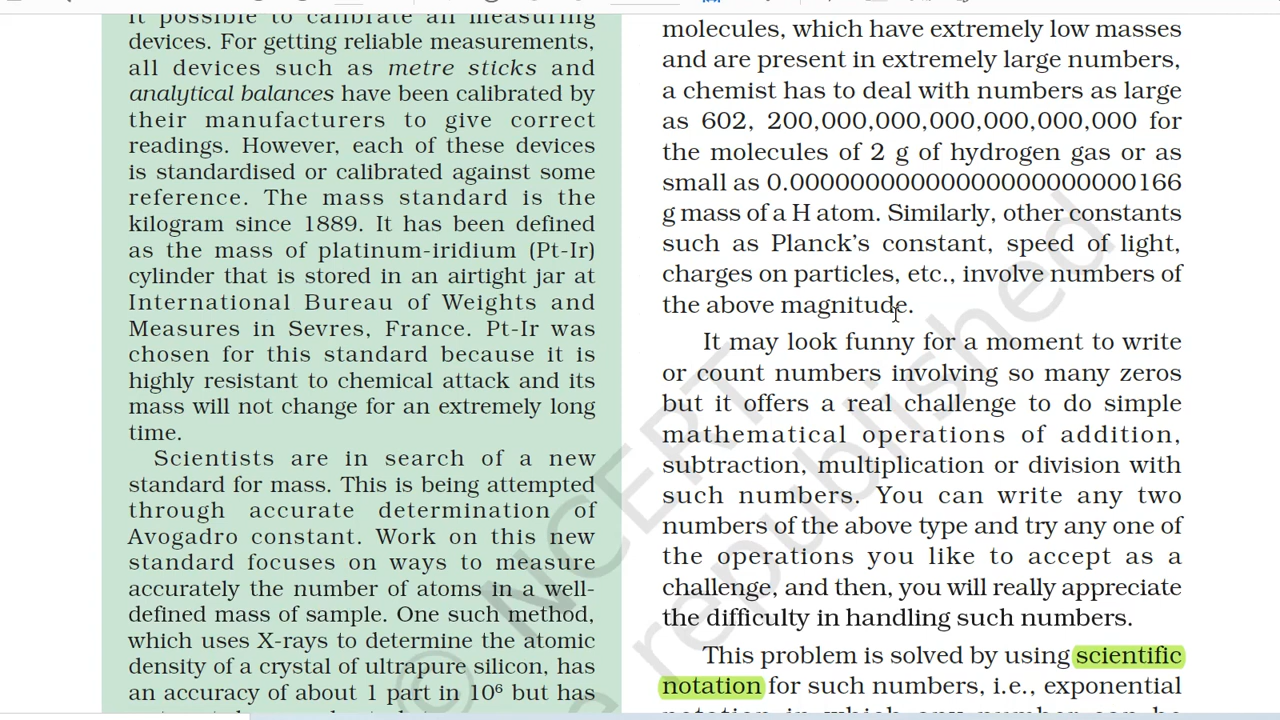 it possible to calibrate all measuring
devices. For getting reliable measurements,
all devices such as metre sticks and
analytical balances have been calibrated by
their manufacturers to give correct
readings. However, each of these devices
is standardised or calibrated against some
reference. The mass standard is the
kilogram since 1889. It has been defined
as the mass of platinum-iridium (Pt-Ir)
cylinder that is stored in an airtight jar at
International Bureau of Weights and
Measures in Sevres, France. Pt-Ir was
chosen for this standard because it is
highly resistant to chemical attack and its
mass will not change for an extremely long
time.
Scientists are in search of a new
standard for mass. This is being attempted
through accurate determination of
Avogadro constant. Work on this new
standard focuses on ways to measure
accurately the number of atoms in a well-
defined mass of sample. One such method,
which uses X-rays to determine the atomic
density of a crystal of ultrapure silicon, has
an accuracy of about 1 part in 10⁶ but has
molecules, which have extremely low masses
and are present in extremely large numbers,
a chemist has to deal with numbers as large
as 602, 200,000,000,000,000,000,000 for
the molecules of 2 g of hydrogen gas or as
small as 0.00000000000000000000000166
g mass of a H atom. Similarly, other constants
such as Planck's constant, speed of light,
charges on particles, etc., involve numbers of
the above magnitude.
It may look funny for a moment to write
or count numbers involving so many zeros
but it offers a real challenge to do simple
mathematical operations of addition,
subtraction, multiplication or division with
such numbers. You can write any two
numbers of the above type and try any one of
the operations you like to accept as a
challenge, and then, you will really appreciate
the difficulty in handling such numbers.
This problem is solved by using scientific
notation for such numbers, i.e., exponential
notation in which any number can be
© NCERT
republished